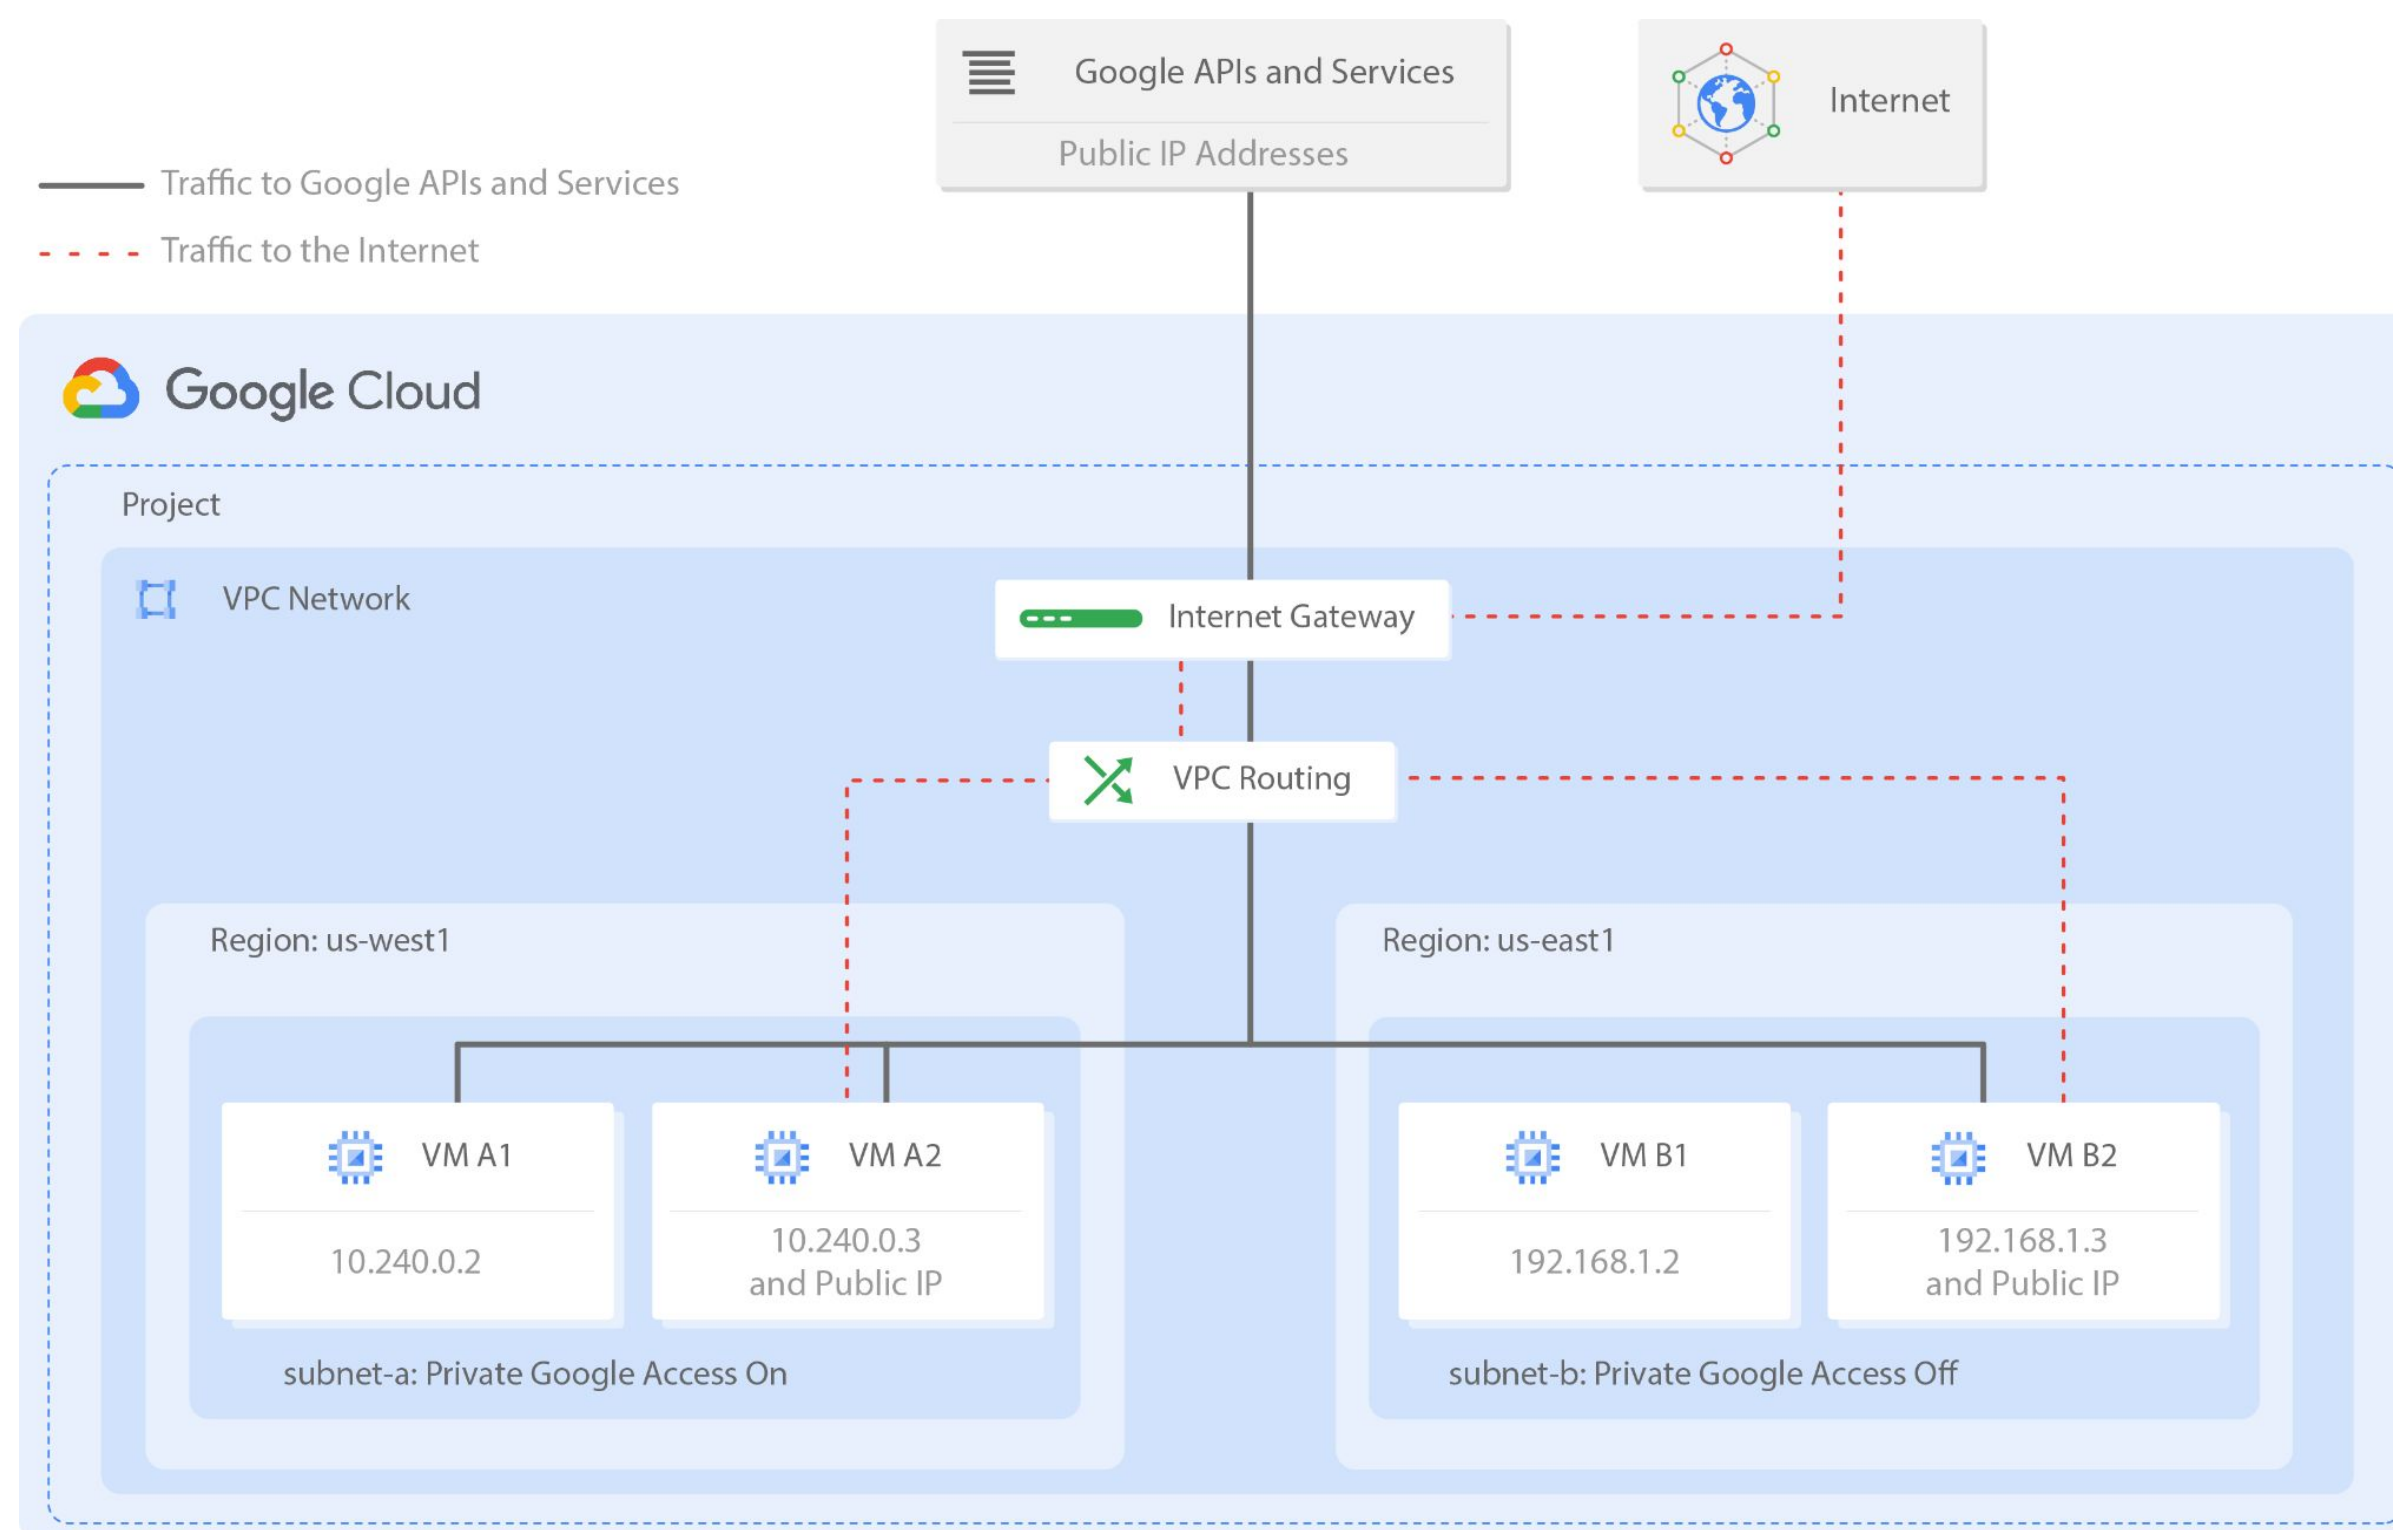 Google APIs and Services
Public IP Addresses
Internet
Traffic to Google APIs and Services
Traffic to the Internet
Google Cloud
Project
VPC Network
Internet Gateway
VPC Routing
Region: us-west1
VM A1
10.240.0.2
VM A2
10.240.0.3
and Public IP
subnet-a: Private Google Access On
Region: us-east1
VM B1
192.168.1.2
VM B2
192.168.1.3
and Public IP
subnet-b: Private Google Access Off